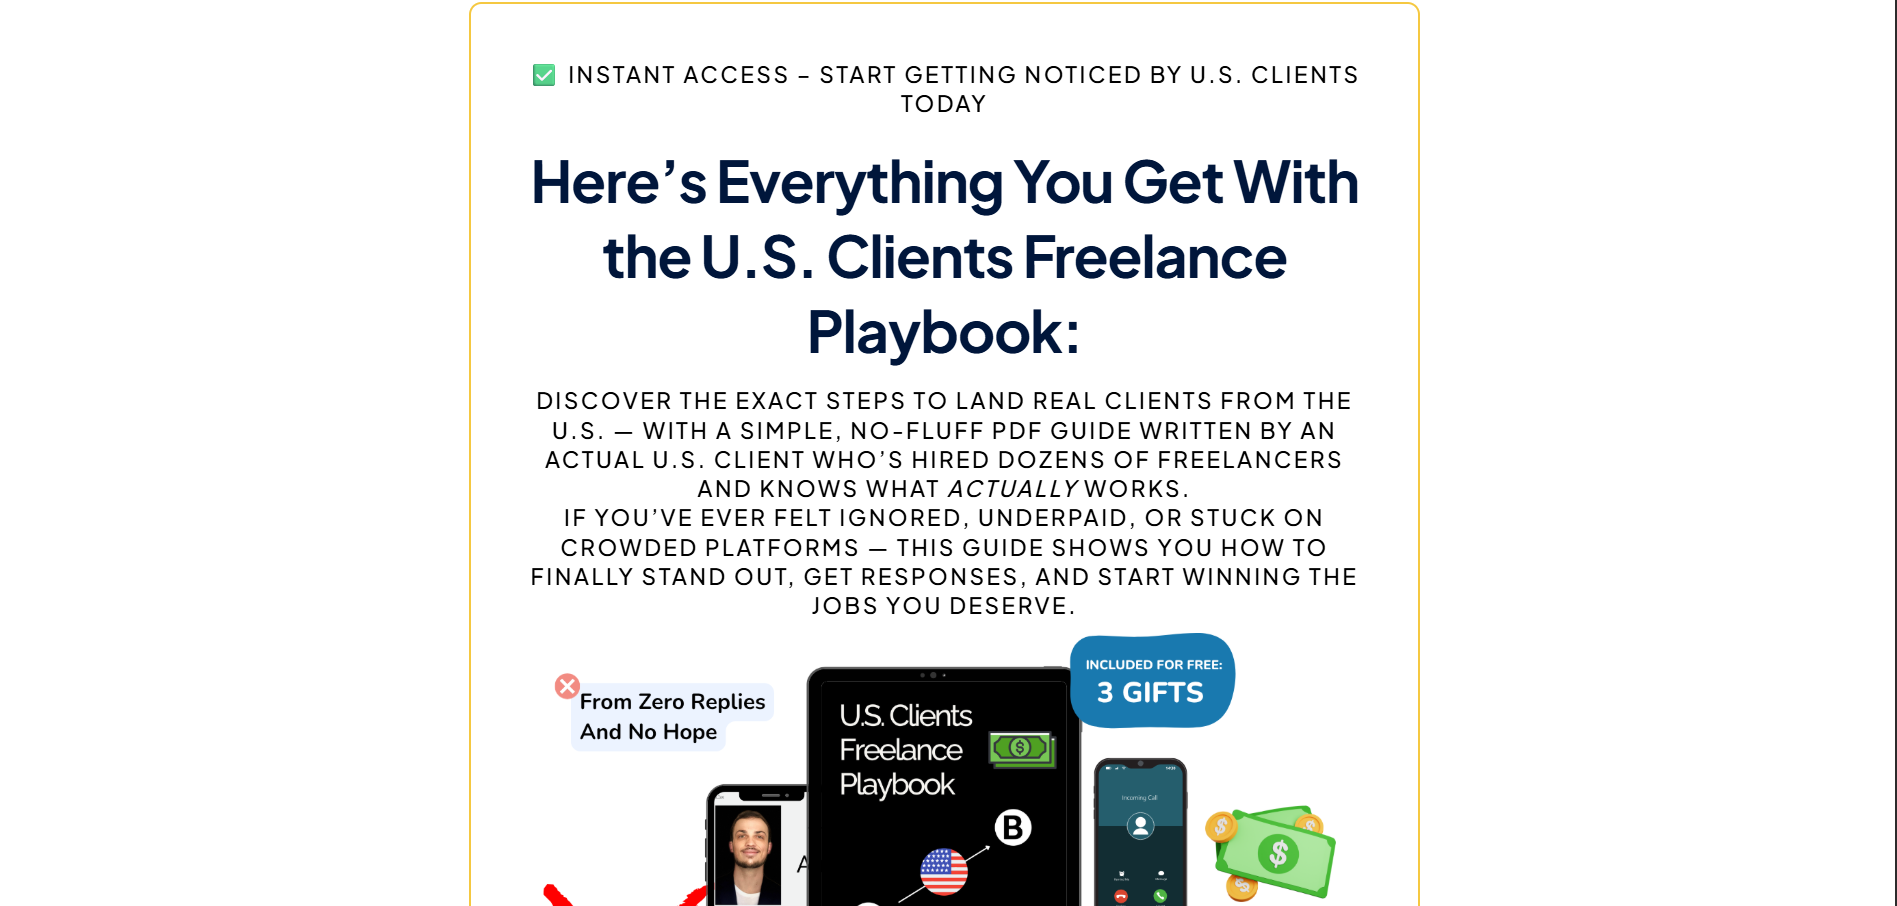 ✅ INSTANT ACCESS – START GETTING NOTICED BY U.S. CLIENTS
TODAY
Here’s Everything You Get With
the U.S. Clients Freelance
Playbook:
DISCOVER THE EXACT STEPS TO LAND REAL CLIENTS FROM THE
U.S. — WITH A SIMPLE, NO-FLUFF PDF GUIDE WRITTEN BY AN
ACTUAL U.S. CLIENT WHO’S HIRED DOZENS OF FREELANCERS
AND KNOWS WHAT ACTUALLY WORKS.
IF YOU’VE EVER FELT IGNORED, UNDERPAID, OR STUCK ON
CROWDED PLATFORMS — THIS GUIDE SHOWS YOU HOW TO
FINALLY STAND OUT, GET RESPONSES, AND START WINNING THE
JOBS YOU DESERVE.
INCLUDED FOR FREE:
3 GIFTS
From Zero Replies
And No Hope
U.S. Clients
Freelance
Playbook
B
Incoming Call
A